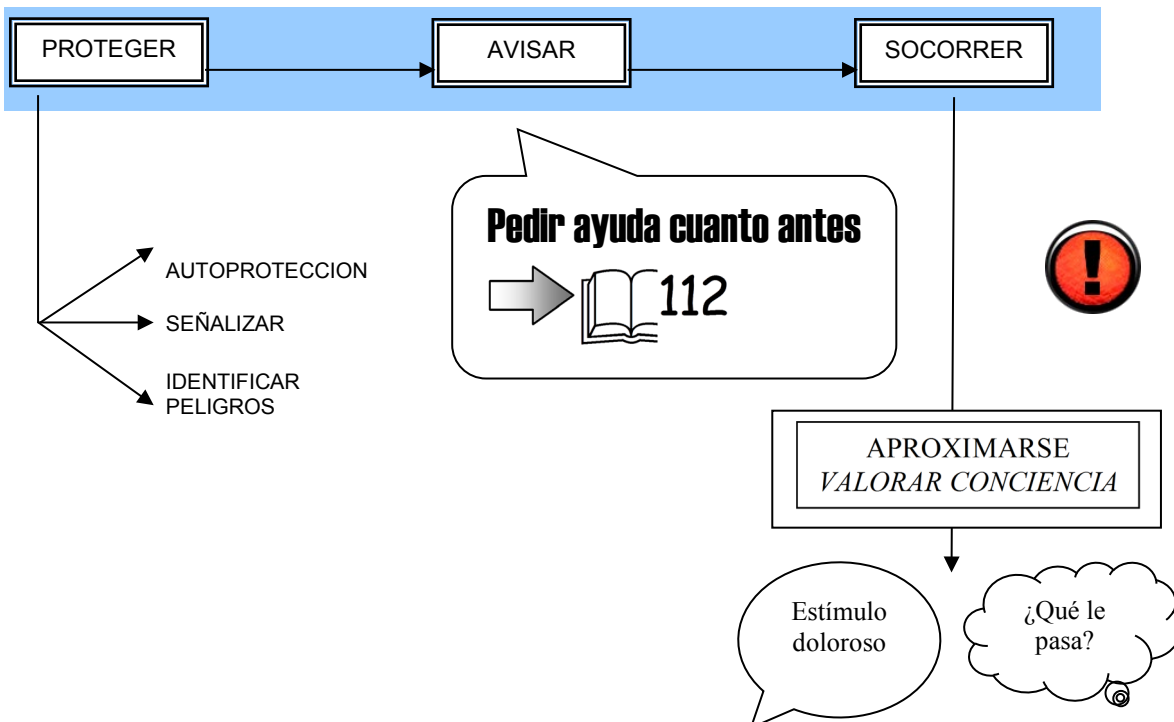 PROTEGER
AVISAR
SOCORRER
Pedir ayuda cuanto antes
112
!
AUTOPROTECCION
SEÑALIZAR
IDENTIFICAR
PELIGROS
APROXIMARSE
VALORAR CONCIENCIA
Estímulo
doloroso
¿Qué le
pasa?